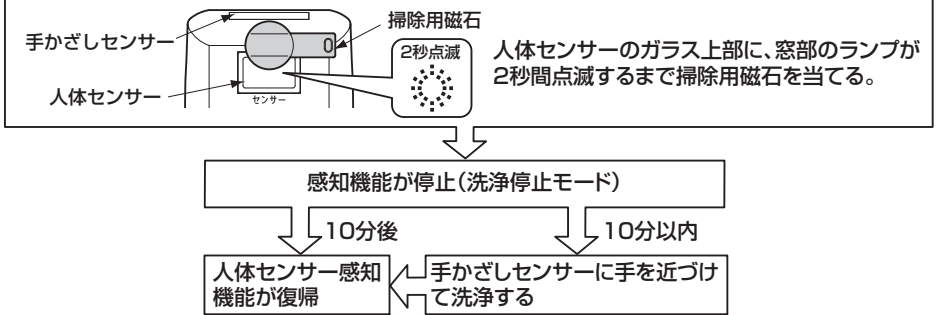 手かざしセンサー
掃除用磁石
人体センサー
センサー
2秒点滅
人体センサーのガラス上部に、窓部のランプが
2秒間点滅するまで掃除用磁石を当てる。
感知機能が停止(洗浄停止モード)
10分後
10分以内
人体センサー感知
機能が復帰
手かざしセンサーに手を近づけ
て洗浄する